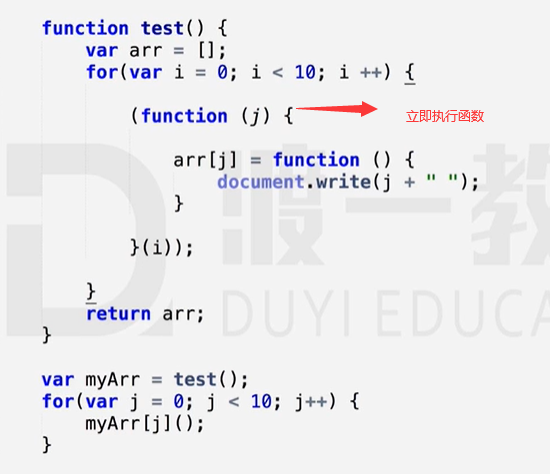 function test() {
    var arr = [];
    for(var i = 0; i < 10; i ++) {
        (function (j) {
立即执行函数
            arr[j] = function () {
                document.write(j + " ");
            }
        }(i));
    }
    return arr;
}
var myArr = test();
for(var j = 0; j < 10; j++) {
    myArr[j]();
}
渡一教
DUYI EDUCA